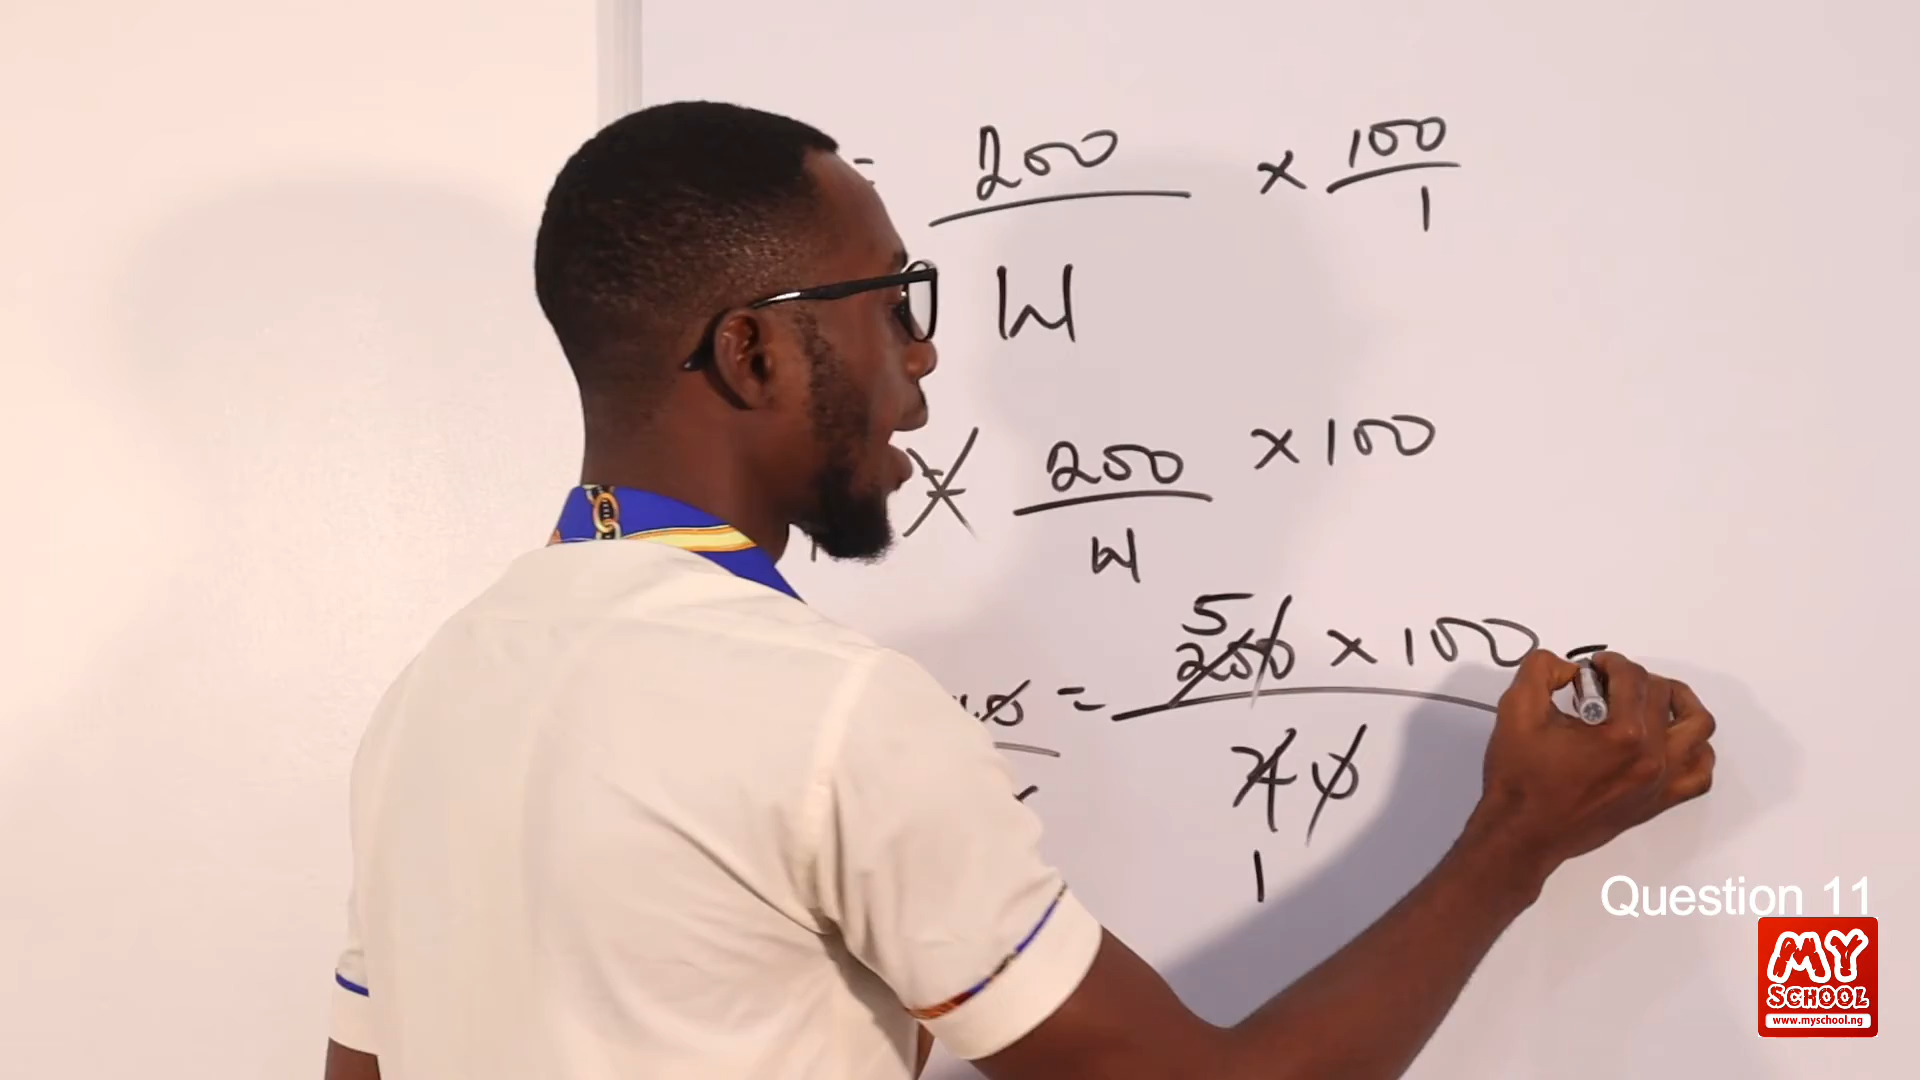 = 200/W × 100/1
200/W × 100
5
= 200 × 100 =
40
1
Question 11
MY
SCHOOL
www.myschool.ng